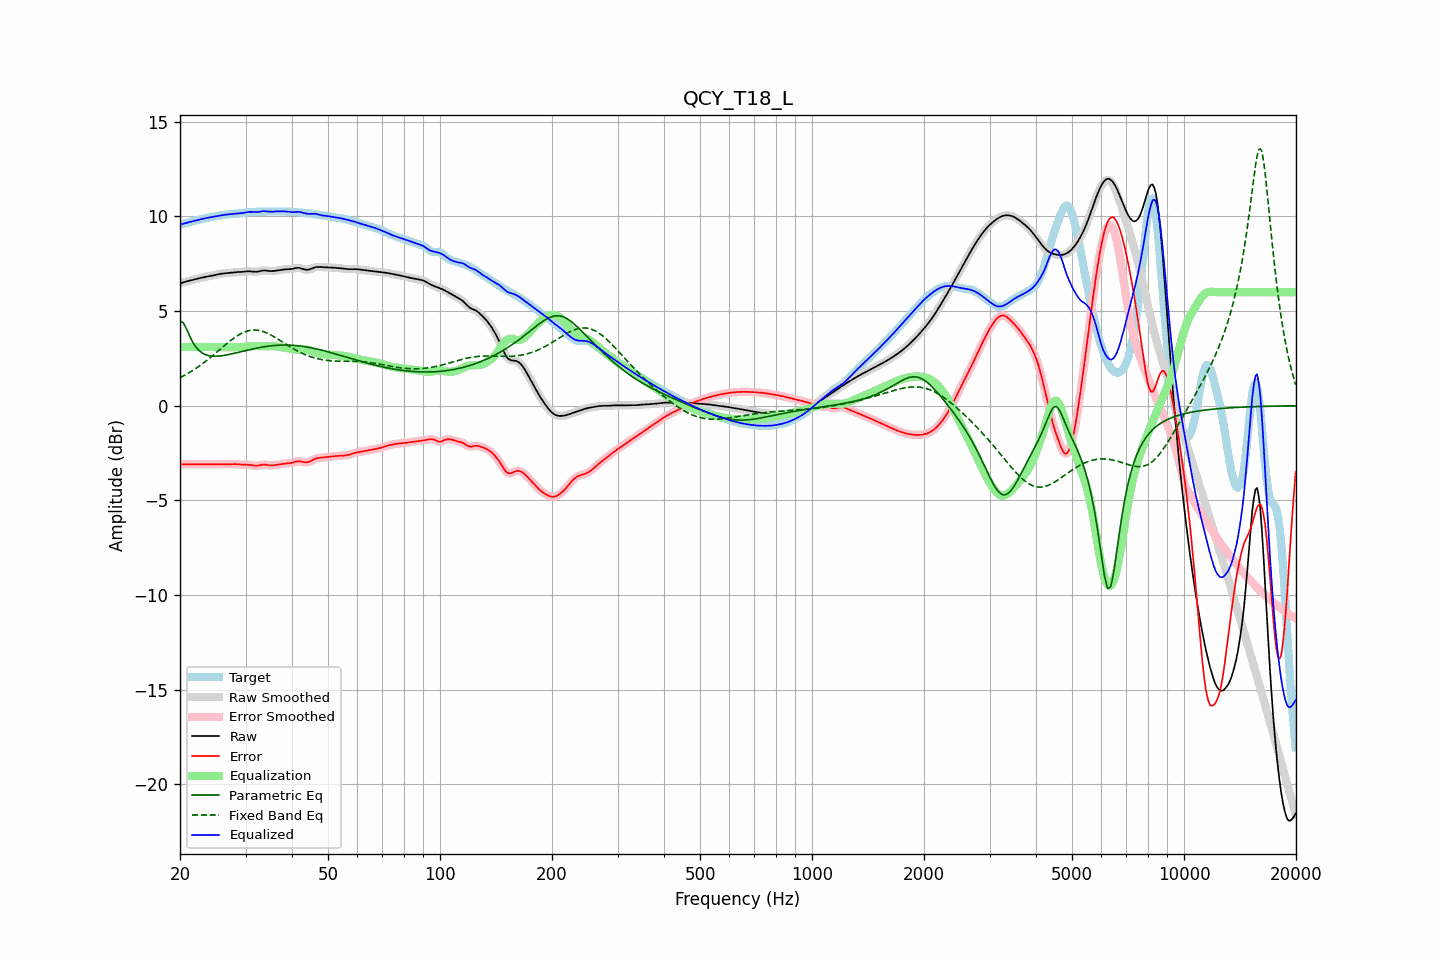 QCY_T18_L
15
10
5
0
−5
−10
−15
−20
Amplitude (dBr)
Target
Raw Smoothed
Error Smoothed
Raw
Error
Equalization
Parametric Eq
Fixed Band Eq
Equalized
20 50 100 200 500 1000 2000 5000 10000 20000
Frequency (Hz)